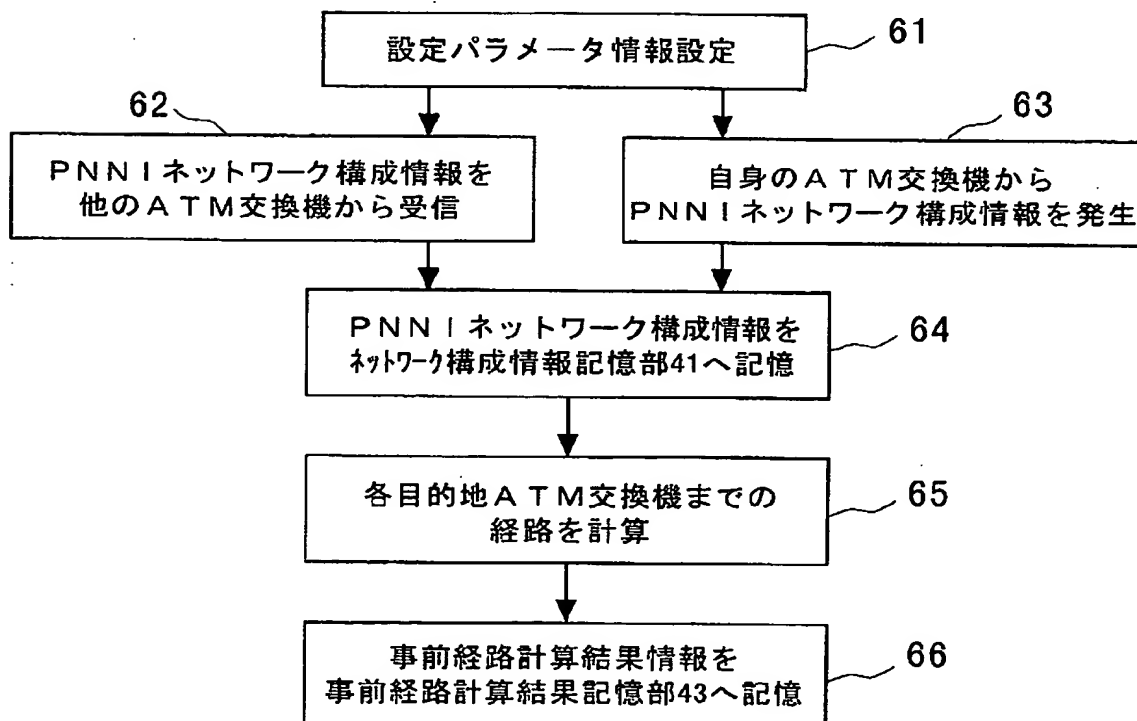 設定パラメータ情報設定
61
62
63
PNNIネットワーク構成情報を
他のATM交換機から受信
自身のATM交換機から
PNNIネットワーク構成情報を発生
PNNIネットワーク構成情報を
ネットワーク構成情報記憶部41へ記憶
64
各目的地ATM交換機までの
経路を計算
65
事前経路計算結果情報を
事前経路計算結果記憶部43へ記憶
66